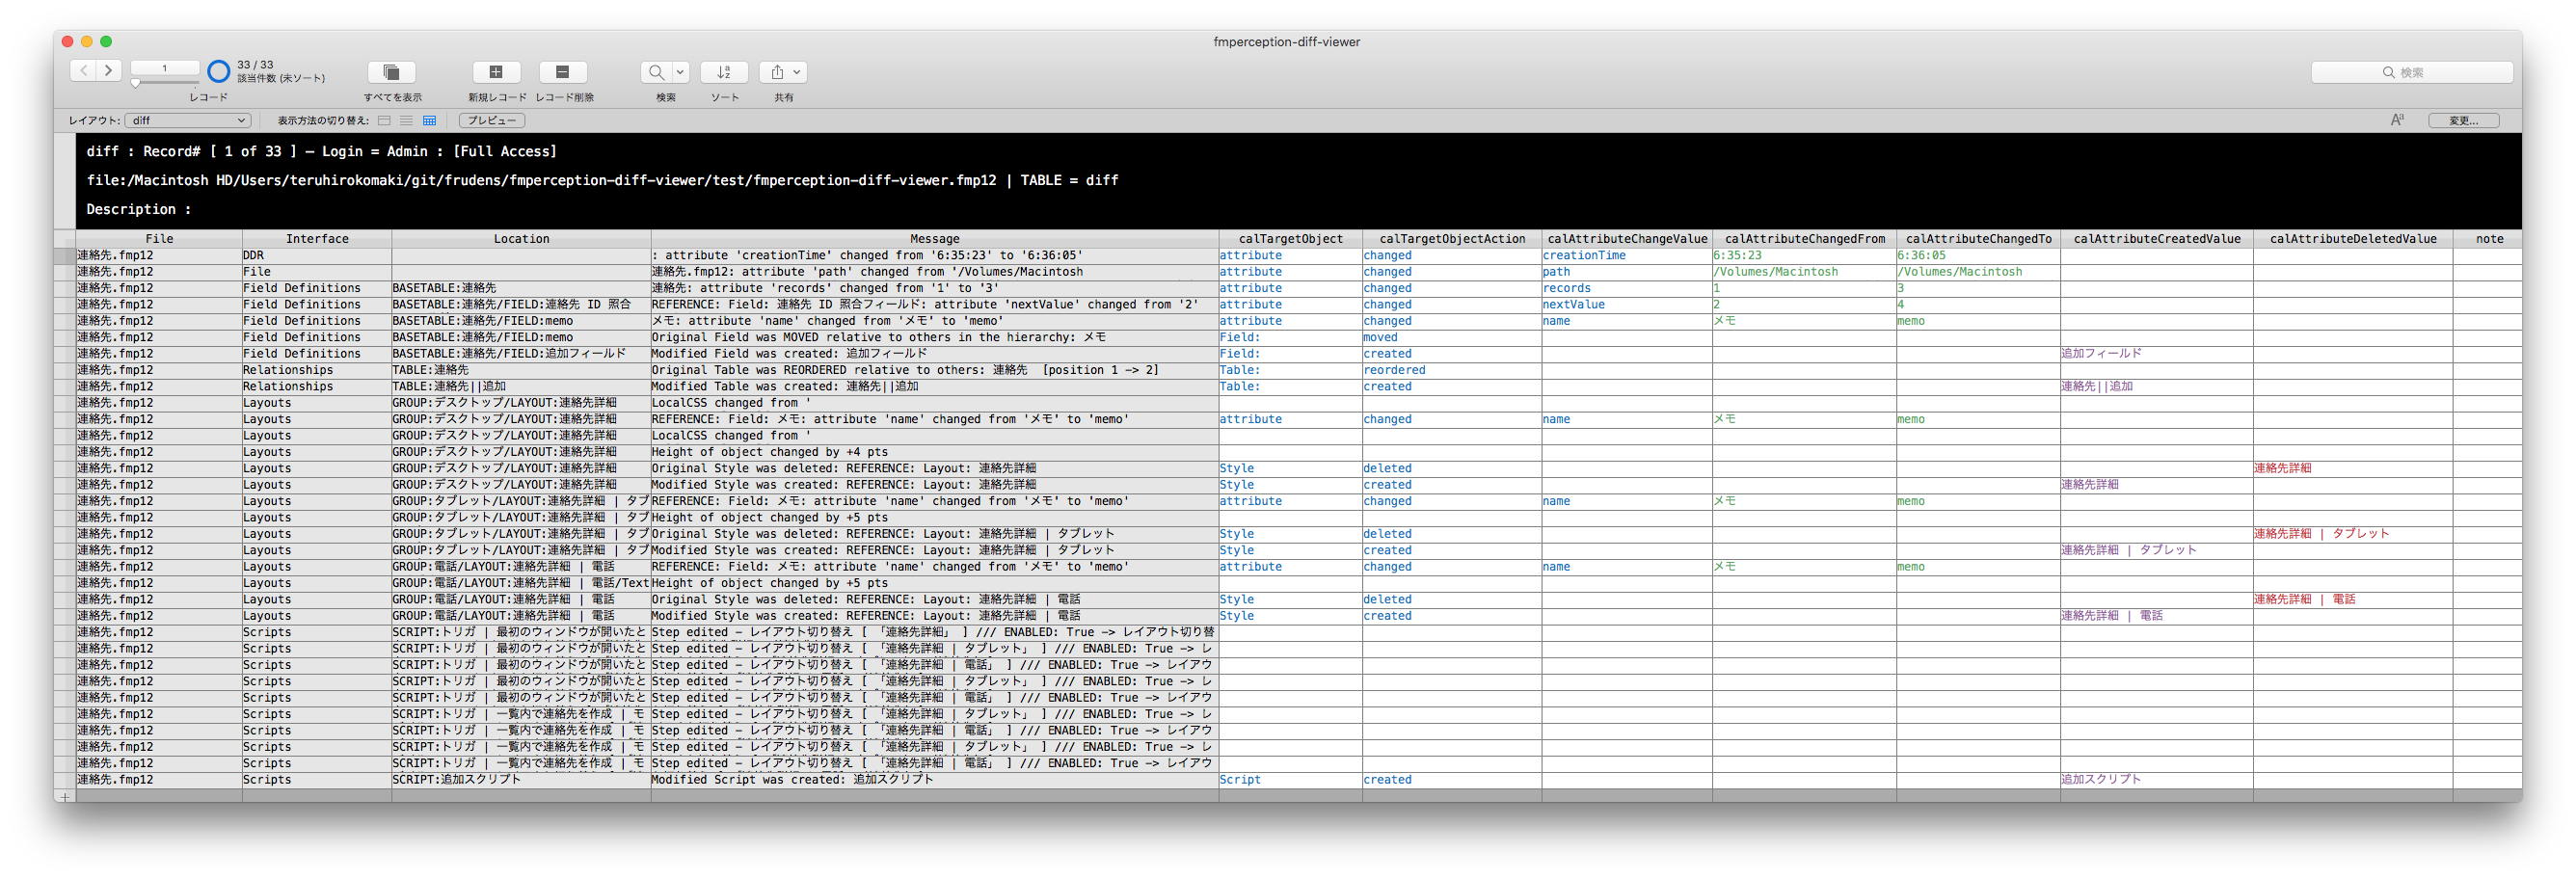 fmperception-diff-viewer
1
33 / 33
該当件数 (未ソート)
レコード
すべてを表示
新規レコード
レコード削除
検索
ソート
共有
検索
レイアウト: diff 表示方法の切り替え: プレビュー Aa 変更...
diff : Record# [ 1 of 33 ] – Login = Admin : [Full Access]
file:/Macintosh HD/Users/teruhirokomaki/git/frudens/fmperception-diff-viewer/test/fmperception-diff-viewer.fmp12 | TABLE = diff
Description :
File Interface Location Message calTargetObject calTargetObjectAction calAttributeChangeValue calAttributeChangedFrom calAttributeChangedTo calAttributeCreatedValue calAttributeDeletedValue note
連絡先.fmp12 DDR : attribute 'creationTime' changed from '6:35:23' to '6:36:05' attribute changed creationTime 6:35:23 6:36:05
連絡先.fmp12 File 連絡先.fmp12: attribute 'path' changed from '/Volumes/Macintosh attribute changed path /Volumes/Macintosh /Volumes/Macintosh
連絡先.fmp12 Field Definitions BASETABLE:連絡先 連絡先: attribute 'records' changed from '1' to '3' attribute changed records 1 3
連絡先.fmp12 Field Definitions BASETABLE:連絡先/FIELD:連絡先 ID 照合 REFERENCE: Field: 連絡先 ID 照合フィールド: attribute 'nextValue' changed from '2' attribute changed nextValue 2 4
連絡先.fmp12 Field Definitions BASETABLE:連絡先/FIELD:memo メモ: attribute 'name' changed from 'メモ' to 'memo' attribute changed name メモ memo
連絡先.fmp12 Field Definitions BASETABLE:連絡先/FIELD:memo Original Field was MOVED relative to others in the hierarchy: メモ Field: moved
連絡先.fmp12 Field Definitions BASETABLE:連絡先/FIELD:追加フィールド Modified Field was created: 追加フィールド Field: created 追加フィールド
連絡先.fmp12 Relationships TABLE:連絡先 Original Table was REORDERED relative to others: 連絡先 [position 1 –> 2] Table: reordered
連絡先.fmp12 Relationships TABLE:連絡先||追加 Modified Table was created: 連絡先||追加 Table: created 連絡先||追加
連絡先.fmp12 Layouts GROUP:デスクトップ/LAYOUT:連絡先詳細 LocalCSS changed from '
連絡先.fmp12 Layouts GROUP:デスクトップ/LAYOUT:連絡先詳細 REFERENCE: Field: メモ: attribute 'name' changed from 'メモ' to 'memo' attribute changed name メモ memo
連絡先.fmp12 Layouts GROUP:デスクトップ/LAYOUT:連絡先詳細 LocalCSS changed from '
連絡先.fmp12 Layouts GROUP:デスクトップ/LAYOUT:連絡先詳細 Height of object changed by +4 pts
連絡先.fmp12 Layouts GROUP:デスクトップ/LAYOUT:連絡先詳細 Original Style was deleted: REFERENCE: Layout: 連絡先詳細 Style deleted 連絡先詳細
連絡先.fmp12 Layouts GROUP:デスクトップ/LAYOUT:連絡先詳細 Modified Style was created: REFERENCE: Layout: 連絡先詳細 Style created 連絡先詳細
連絡先.fmp12 Layouts GROUP:タブレット/LAYOUT:連絡先詳細 | タブ REFERENCE: Field: メモ: attribute 'name' changed from 'メモ' to 'memo' attribute changed name メモ memo
連絡先.fmp12 Layouts GROUP:タブレット/LAYOUT:連絡先詳細 | タブ Height of object changed by +5 pts
連絡先.fmp12 Layouts GROUP:タブレット/LAYOUT:連絡先詳細 | タブ Original Style was deleted: REFERENCE: Layout: 連絡先詳細 | タブレット Style deleted 連絡先詳細 | タブレット
連絡先.fmp12 Layouts GROUP:タブレット/LAYOUT:連絡先詳細 | タブ Modified Style was created: REFERENCE: Layout: 連絡先詳細 | タブレット Style created 連絡先詳細 | タブレット
連絡先.fmp12 Layouts GROUP:電話/LAYOUT:連絡先詳細 | 電話 REFERENCE: Field: メモ: attribute 'name' changed from 'メモ' to 'memo' attribute changed name メモ memo
連絡先.fmp12 Layouts GROUP:電話/LAYOUT:連絡先詳細 | 電話/Text Height of object changed by +5 pts
連絡先.fmp12 Layouts GROUP:電話/LAYOUT:連絡先詳細 | 電話 Original Style was deleted: REFERENCE: Layout: 連絡先詳細 | 電話 Style deleted 連絡先詳細 | 電話
連絡先.fmp12 Layouts GROUP:電話/LAYOUT:連絡先詳細 | 電話 Modified Style was created: REFERENCE: Layout: 連絡先詳細 | 電話 Style created 連絡先詳細 | 電話
連絡先.fmp12 Scripts SCRIPT:トリガ | 最初のウィンドウが開いたと Step edited – レイアウト切り替え [ 「連絡先詳細」 ] /// ENABLED: True –> レイアウト切り替
連絡先.fmp12 Scripts SCRIPT:トリガ | 最初のウィンドウが開いたと Step edited – レイアウト切り替え [ 「連絡先詳細 | タブレット」 ] /// ENABLED: True –> レ
連絡先.fmp12 Scripts SCRIPT:トリガ | 最初のウィンドウが開いたと Step edited – レイアウト切り替え [ 「連絡先詳細 | 電話」 ] /// ENABLED: True –> レイアウ
連絡先.fmp12 Scripts SCRIPT:トリガ | 最初のウィンドウが開いたと Step edited – レイアウト切り替え [ 「連絡先詳細 | タブレット」 ] /// ENABLED: True –> レ
連絡先.fmp12 Scripts SCRIPT:トリガ | 最初のウィンドウが開いたと Step edited – レイアウト切り替え [ 「連絡先詳細 | 電話」 ] /// ENABLED: True –> レイアウ
連絡先.fmp12 Scripts SCRIPT:トリガ | 一覧内で連絡先を作成 | モ Step edited – レイアウト切り替え [ 「連絡先詳細 | タブレット」 ] /// ENABLED: True –> レ
連絡先.fmp12 Scripts SCRIPT:トリガ | 一覧内で連絡先を作成 | モ Step edited – レイアウト切り替え [ 「連絡先詳細 | 電話」 ] /// ENABLED: True –> レイアウ
連絡先.fmp12 Scripts SCRIPT:トリガ | 一覧内で連絡先を作成 | モ Step edited – レイアウト切り替え [ 「連絡先詳細 | タブレット」 ] /// ENABLED: True –> レ
連絡先.fmp12 Scripts SCRIPT:トリガ | 一覧内で連絡先を作成 | モ Step edited – レイアウト切り替え [ 「連絡先詳細 | 電話」 ] /// ENABLED: True –> レイアウ
連絡先.fmp12 Scripts SCRIPT:追加スクリプト Modified Script was created: 追加スクリプト Script created 追加スクリプト